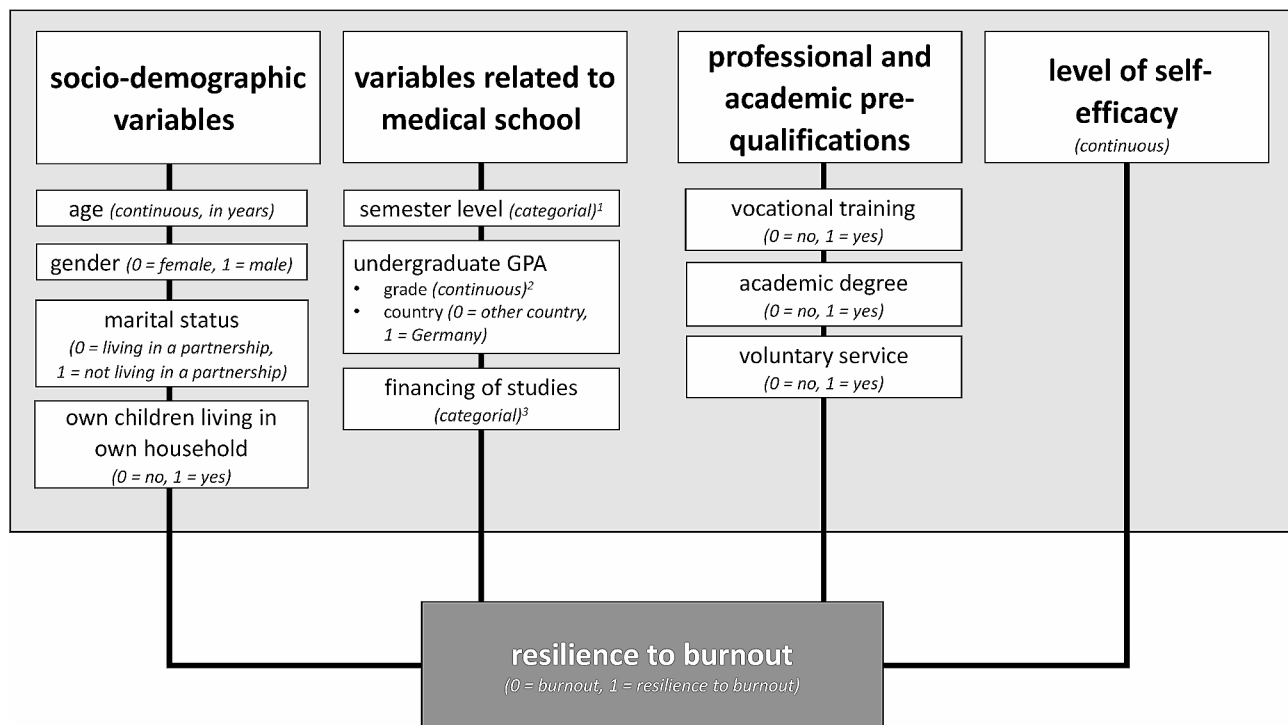 socio-demographic
variables
age (continuous, in years)
gender (0 = female, 1 = male)
marital status
(0 = living in a partnership,
1 = not living in a partnership)
own children living in
own household
(0 = no, 1 = yes)
variables related to
medical school
semester level (categorial)¹
undergraduate GPA
• grade (continuous)²
• country (0 = other country,
1 = Germany)
financing of studies
(categorial)³
professional and
academic pre-
qualifications
vocational training
(0 = no, 1 = yes)
academic degree
(0 = no, 1 = yes)
voluntary service
(0 = no, 1 = yes)
level of self-
efficacy
(continuous)
resilience to burnout
(0 = burnout, 1 = resilience to burnout)